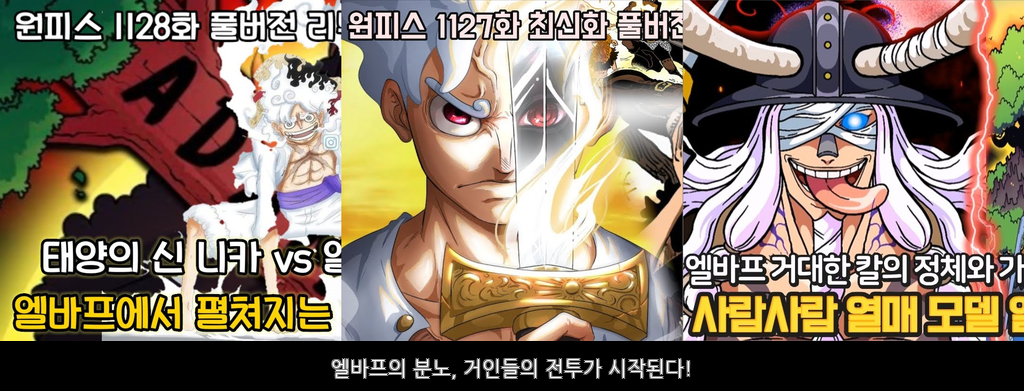 원피스 1128화 풀버전 리
태양의 신 니카 vs
엘바프에서 펼쳐지는
A D
원피스 1127화 최신화 풀버전
엘바프 거대한 칼의 정체와 가
사람사람 열매 모델
엘바프의 분노, 거인들의 전투가 시작된다!